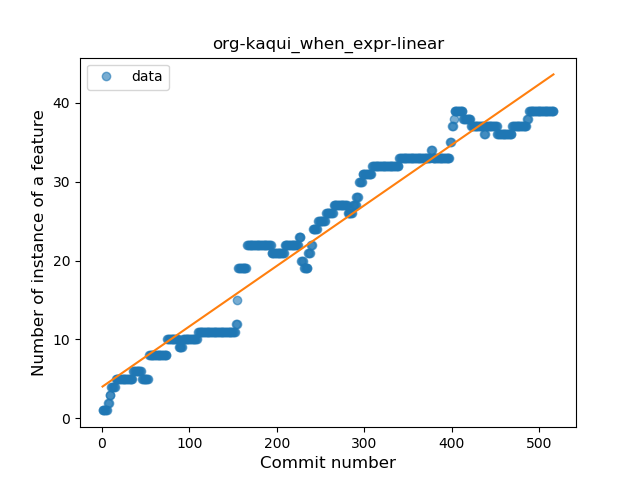 org-kaqui_when_expr-linear
data
Number of instance of a feature
40
30
20
10
0
0 100 200 300 400 500
Commit number